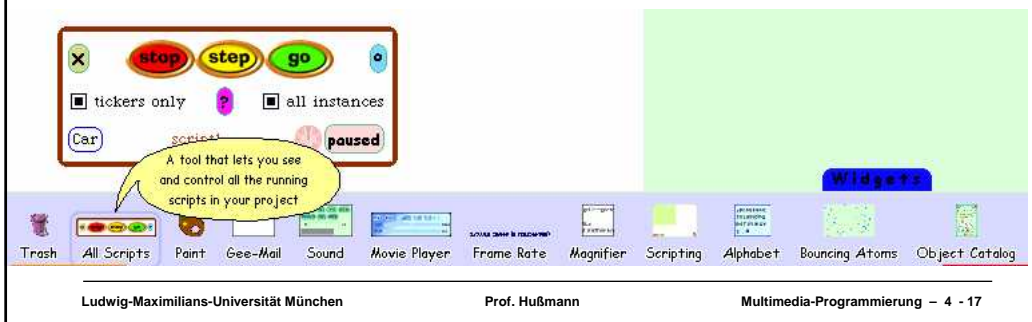 stop step go
tickers only ? all instances
Car script1 paused
A tool that lets you see
and control all the running
scripts in your project
Widgets
Trash All Scripts Paint Gee-Mail Sound Movie Player Frame Rate Magnifier Scripting Alphabet Bouncing Atoms Object Catalog
Ludwig-Maximilians-Universität München Prof. Hußmann Multimedia-Programmierung – 4 - 17